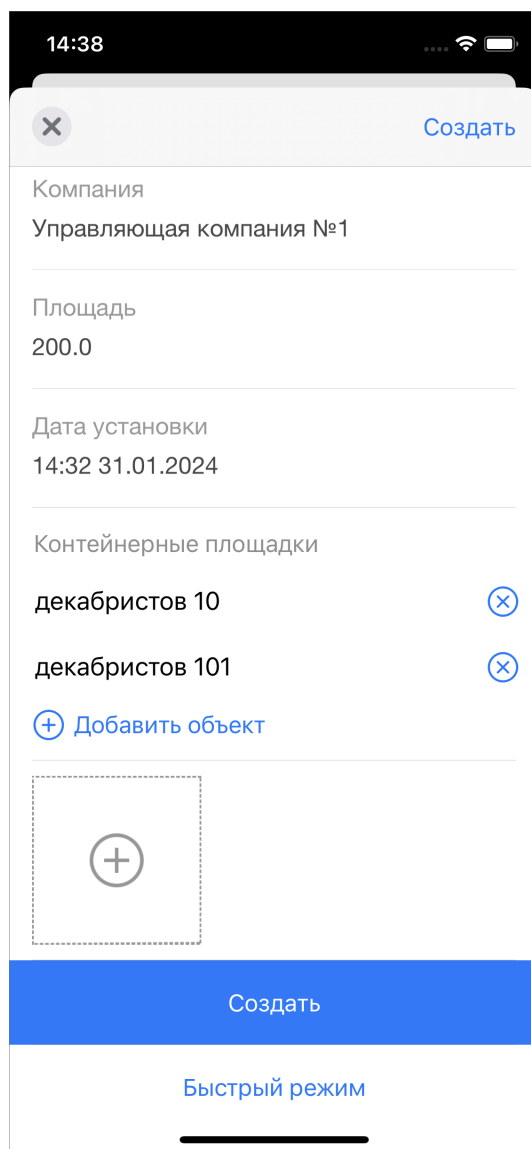 14:38
Создать
Компания
Управляющая компания №1
Площадь
200.0
Дата установки
14:32 31.01.2024
Контейнерные площадки
декабристов 10
декабристов 101
Добавить объект
Создать
Быстрый режим